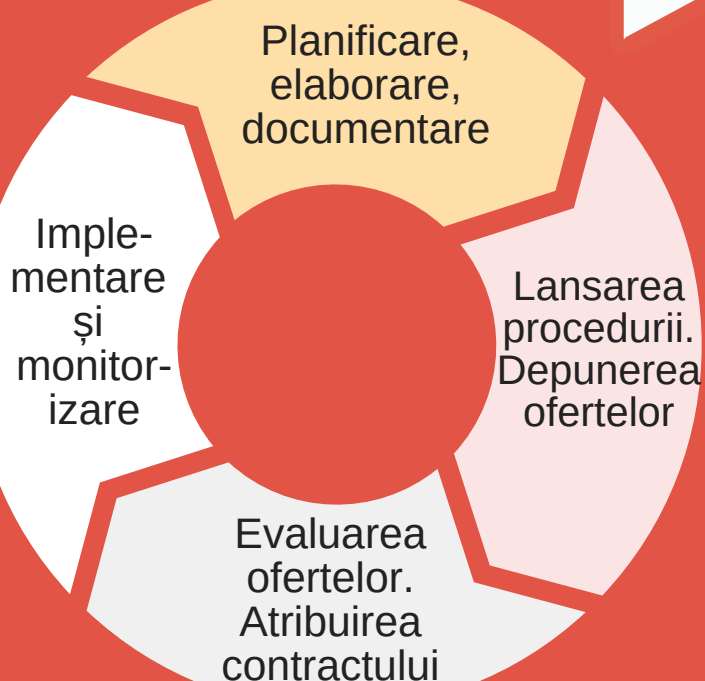 Planificare,
elaborare,
documentare
Lansarea
procedurii.
Depunerea
ofertelor
Evaluarea
ofertelor.
Atribuirea
contractului
Imple-
mentare
și
monitor-
izare